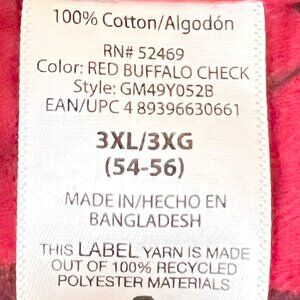 100% Cotton/Algodón
RN# 52469
Color: RED BUFFALO CHECK
Style: GM49Y052B
EAN/UPC 4 89396630661
3XL/3XG
(54-56)
MADE IN/HECHO EN
BANGLADESH
THIS LABEL YARN IS MADE
OUT OF 100% RECYCLED
POLYESTER MATERIALS